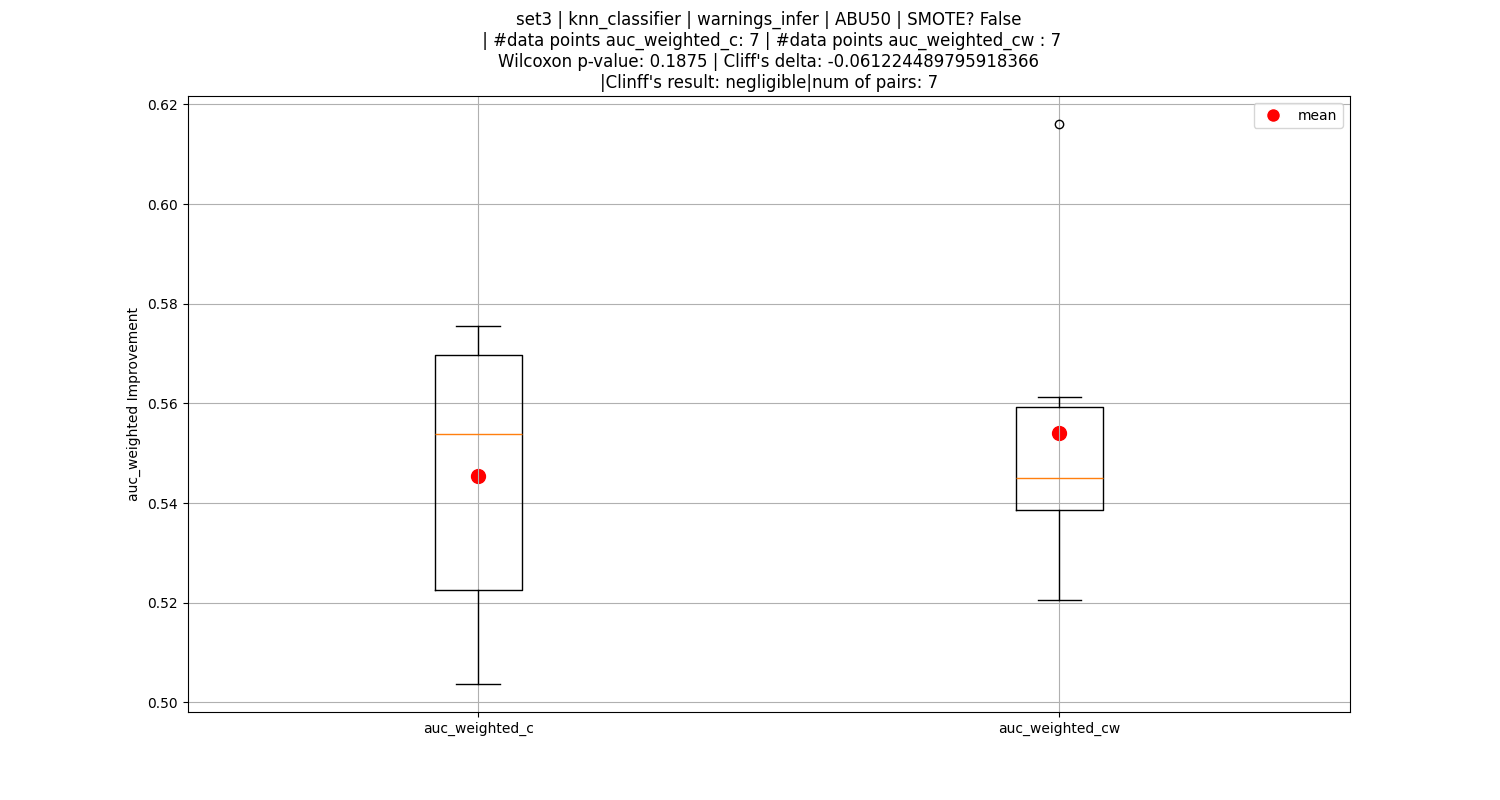 set3 | knn_classifier | warnings_infer | ABU50 | SMOTE? False
| #data points auc_weighted_c: 7 | #data points auc_weighted_cw : 7
Wilcoxon p-value: 0.1875 | Cliff's delta: -0.061224489795918366
|Clinff's result: negligible|num of pairs: 7
mean
auc_weighted Improvement
0.62
0.60
0.58
0.56
0.54
0.52
0.50
auc_weighted_c
auc_weighted_cw